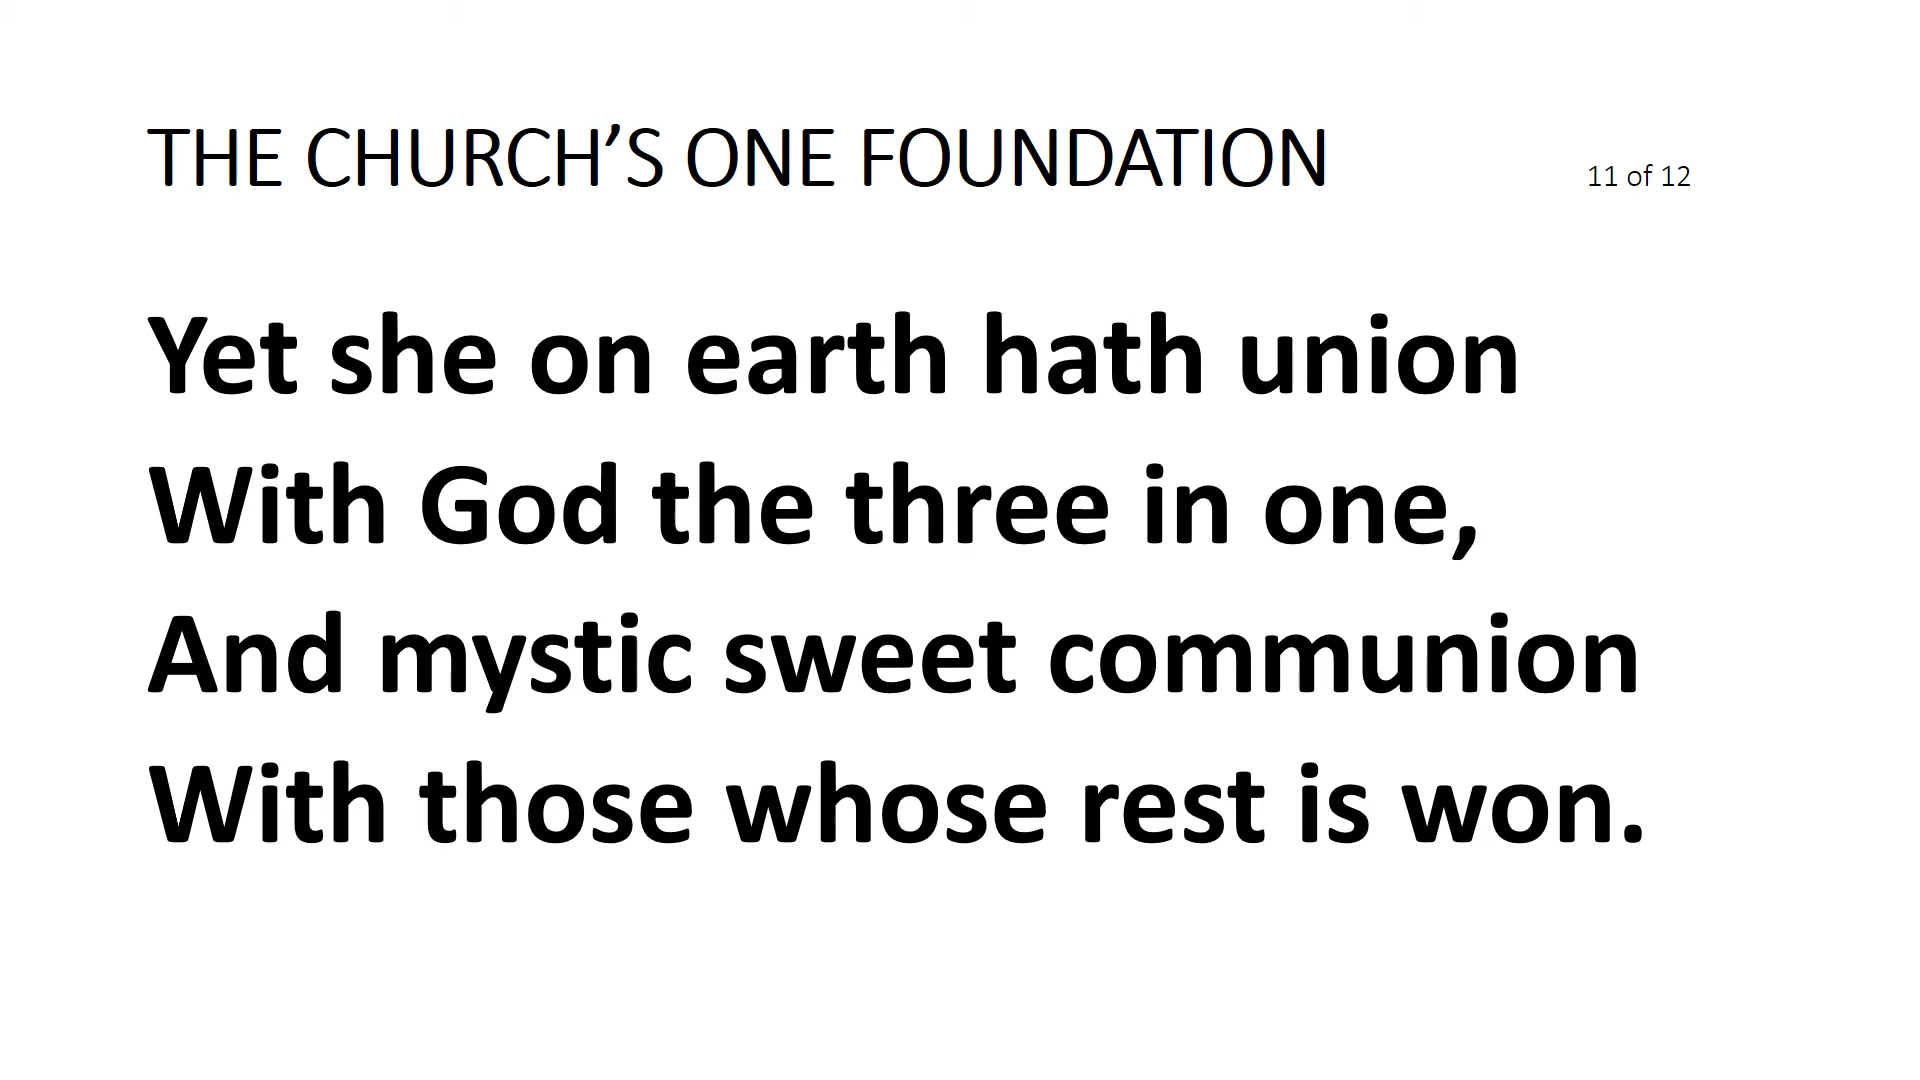 THE CHURCH’S ONE FOUNDATION 11 of 12
Yet she on earth hath union
With God the three in one,
And mystic sweet communion
With those whose rest is won.